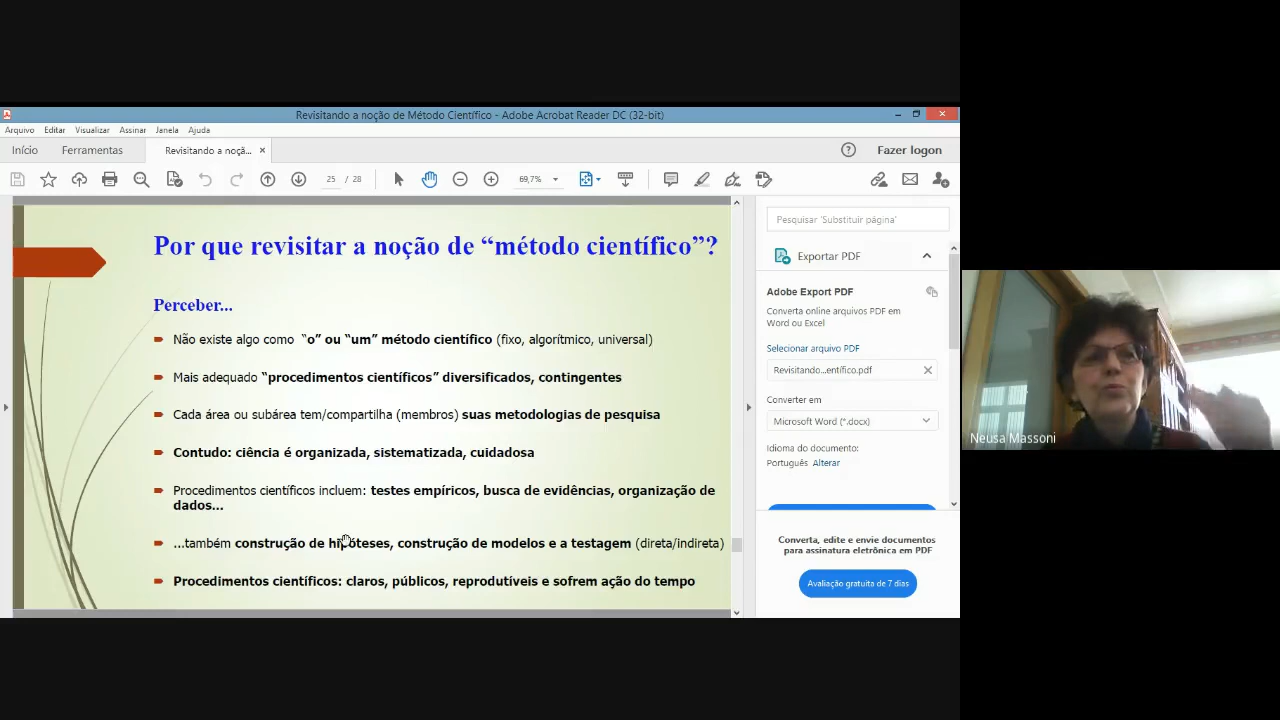 Revisitando a noção de Método Científico - Adobe Acrobat Reader DC (32-bit)
Arquivo Editar Visualizar Assinar Janela Ajuda
Início Ferramentas Revisitando a noçã... ×
Fazer logon
25 / 28 69,7%
Por que revisitar a noção de “método científico”?
Perceber...
Não existe algo como “o” ou “um” método científico (fixo, algorítmico, universal)
Mais adequado “procedimentos científicos” diversificados, contingentes
Cada área ou subárea tem/compartilha (membros) suas metodologias de pesquisa
Contudo: ciência é organizada, sistematizada, cuidadosa
Procedimentos científicos incluem: testes empíricos, busca de evidências, organização de
dados...
...também construção de hipóteses, construção de modelos e a testagem (direta/indireta)
Procedimentos científicos: claros, públicos, reprodutíveis e sofrem ação do tempo
Pesquisar 'Substituir página'
Exportar PDF
Adobe Export PDF
Converta online arquivos PDF em
Word ou Excel
Selecionar arquivo PDF
Revisitando...entífico.pdf
Converter em
Microsoft Word (*.docx)
Idioma do documento:
Português Alterar
Converta, edite e envie documentos
para assinatura eletrônica em PDF
Avaliação gratuita de 7 dias
Neusa Massoni